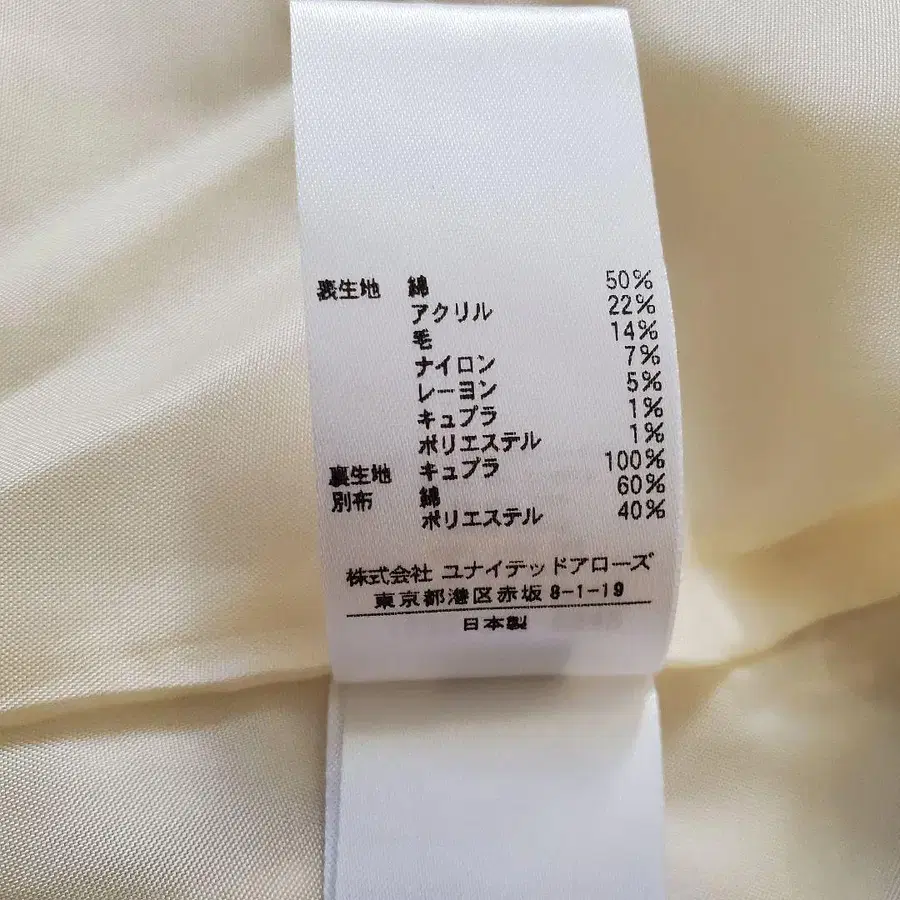 表生地 綿 50%
アクリル 22%
毛 14%
ナイロン 7%
レーヨン 5%
キュプラ 1%
ポリエステル 1%
裏生地 キュプラ 100%
別布 綿 60%
ポリエステル 40%
株式会社 ユナイテッドアローズ
東京都港区赤坂 8-1-19
日本製